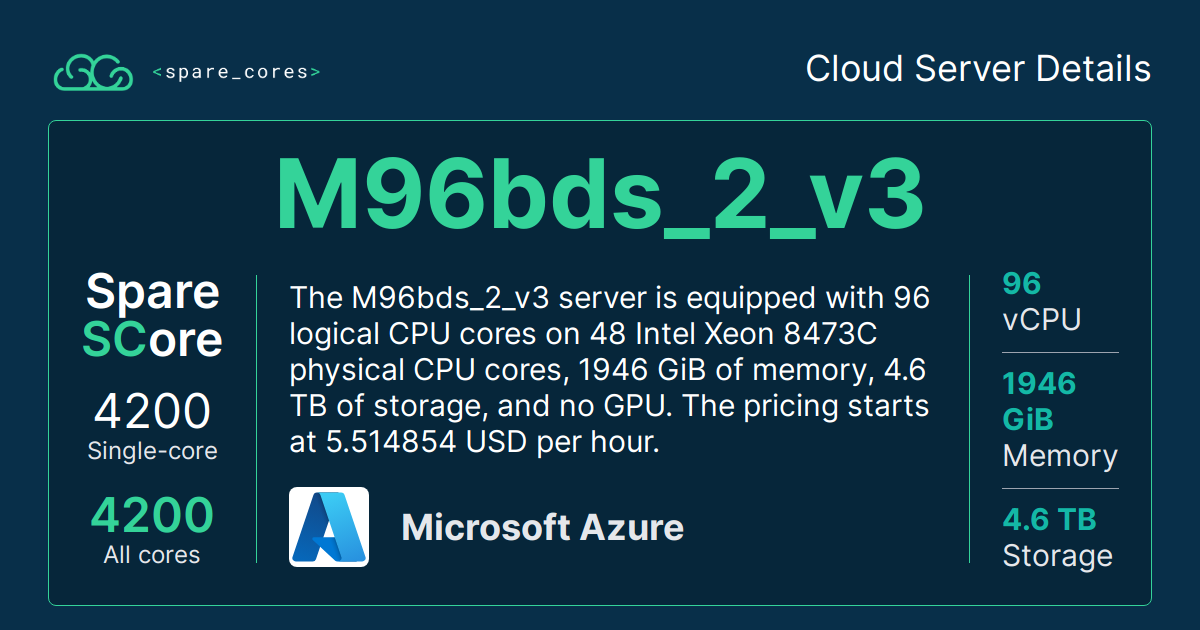 <spare_cores>
Cloud Server Details
M96bds_2_v3
Spare
SCore
4200
Single-core
4200
All cores
The M96bds_2_v3 server is equipped with 96
logical CPU cores on 48 Intel Xeon 8473C
physical CPU cores, 1946 GiB of memory, 4.6
TB of storage, and no GPU. The pricing starts
at 5.514854 USD per hour.
Microsoft Azure
96
vCPU
1946
GiB
Memory
4.6 TB
Storage